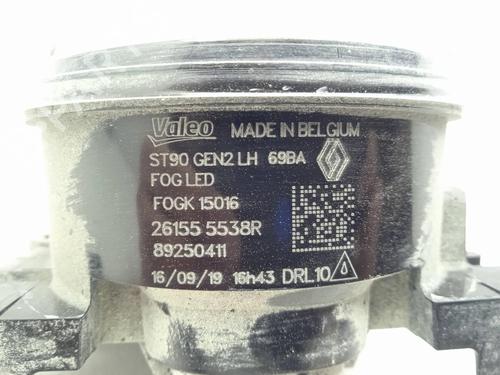 Valeo MADE IN BELGIUM
ST90 GEN2 LH 69BA
FOG LED
FOGK 15016
26155 5538R
89250411
16/09/19 16h43 DRL10